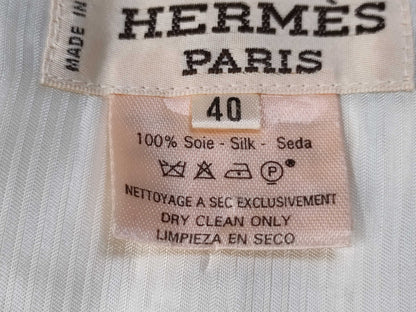 MADE IN
HERMÈS
PARIS
40
100% Soie - Silk - Seda
P
NETTOYAGE A SEC EXCLUSIVEMENT
DRY CLEAN ONLY
LIMPIEZA EN SECO